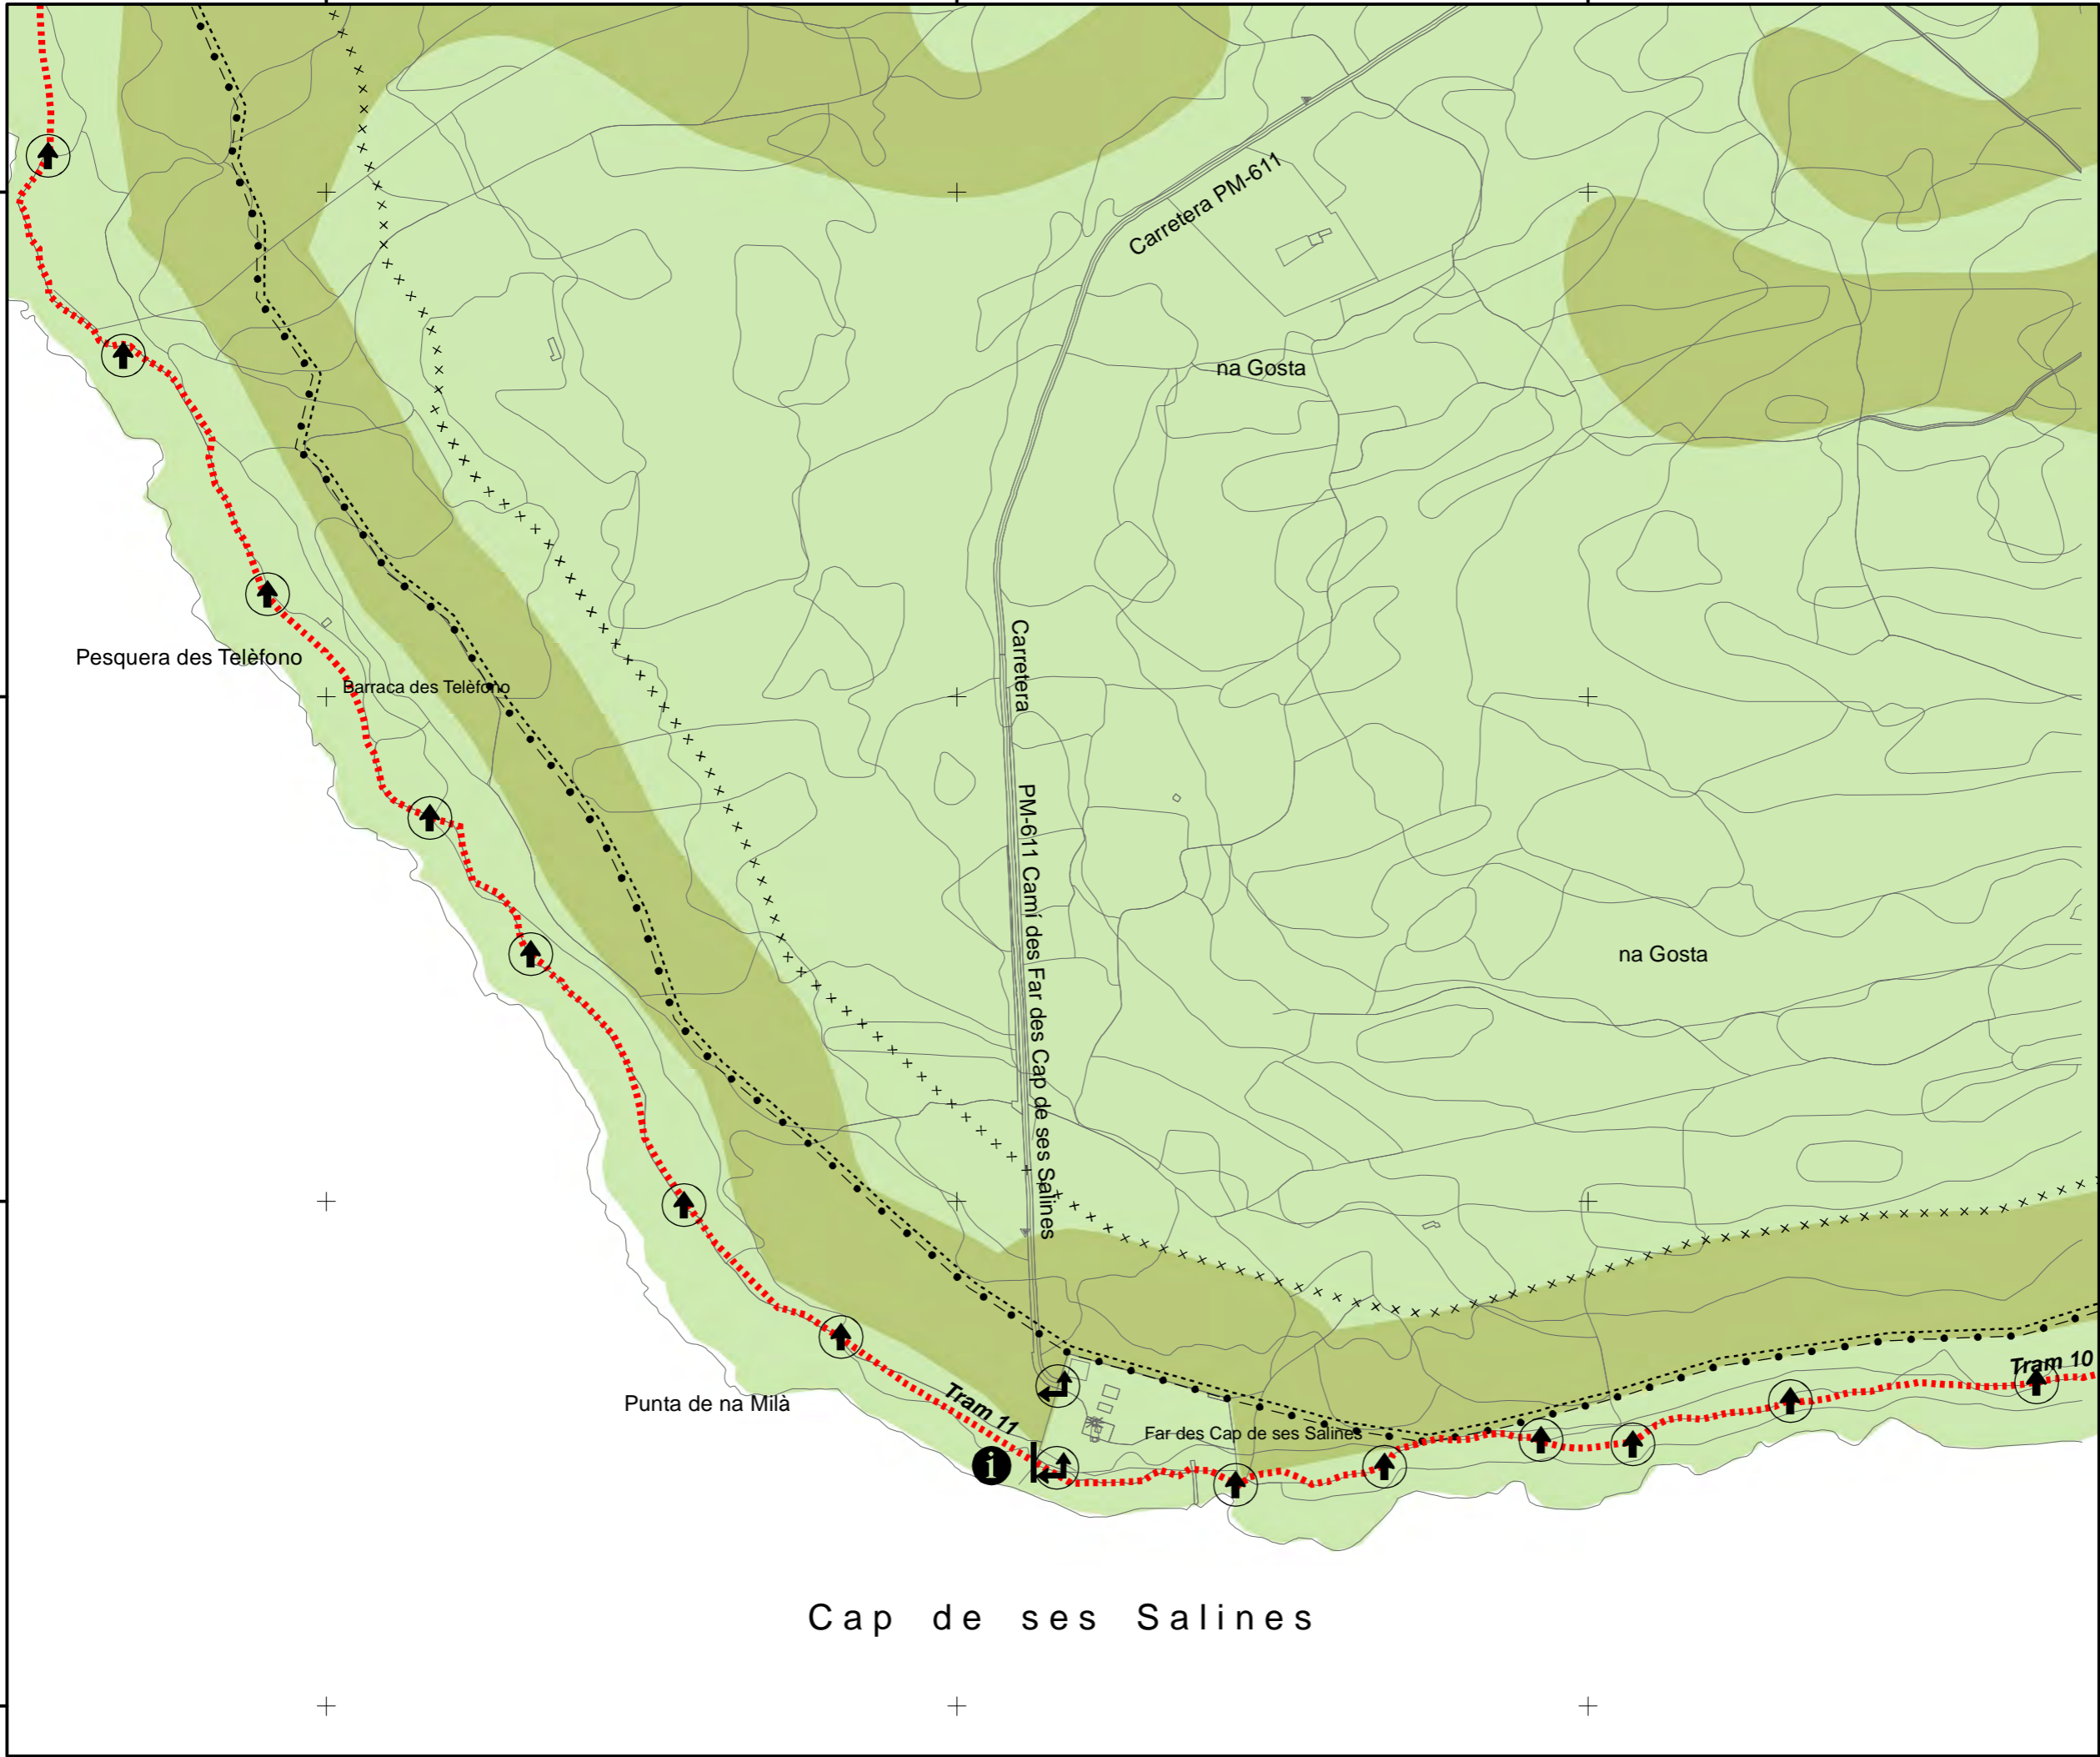 Carretera PM-611
na Gosta
Carretera
Pesquera des Telèfono
Barraca des Telèfono
PM-611 Camí des Far des Cap de ses Salines
na Gosta
Tram 10
Tram 11
Punta de na Milà
Far des Cap de ses Salines
i
Cap de ses Salines